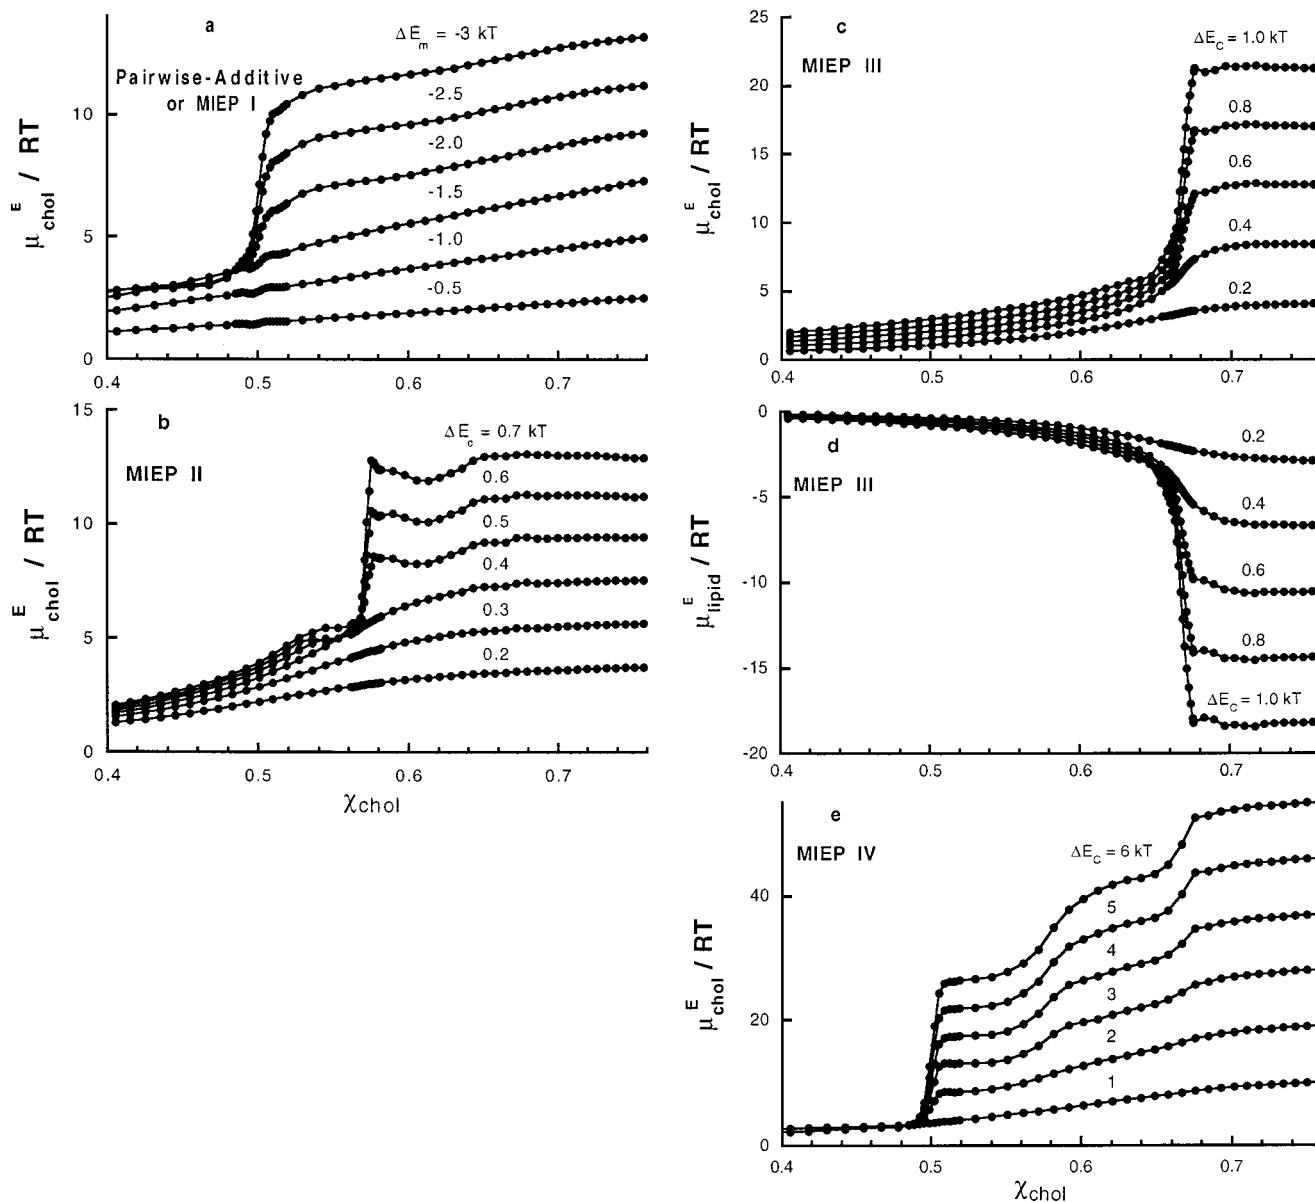 a
ΔE_m = -3 kT
Pairwise-Additive
or MIEP I
-2.5
-2.0
-1.5
-1.0
-0.5
10
5
0
0.4 0.5 0.6 0.7
μ^E_chol / RT
b
ΔE_c = 0.7 kT
MIEP II
0.6
0.5
0.4
0.3
0.2
15
10
5
0
0.4 0.5 0.6 0.7
μ^E_chol / RT
χchol
c
ΔE_C = 1.0 kT
MIEP III
0.8
0.6
0.4
0.2
25
20
15
10
5
0
0.4 0.5 0.6 0.7
μ^E_chol / RT
d
MIEP III
0.2
0.4
0.6
0.8
ΔE_C = 1.0 kT
0
-5
-10
-15
-20
0.4 0.5 0.6 0.7
μ^E_lipid / RT
e
MIEP IV
ΔE_C = 6 kT
5
4
3
2
1
40
20
0
0.4 0.5 0.6 0.7
μ^E_chol / RT
χchol